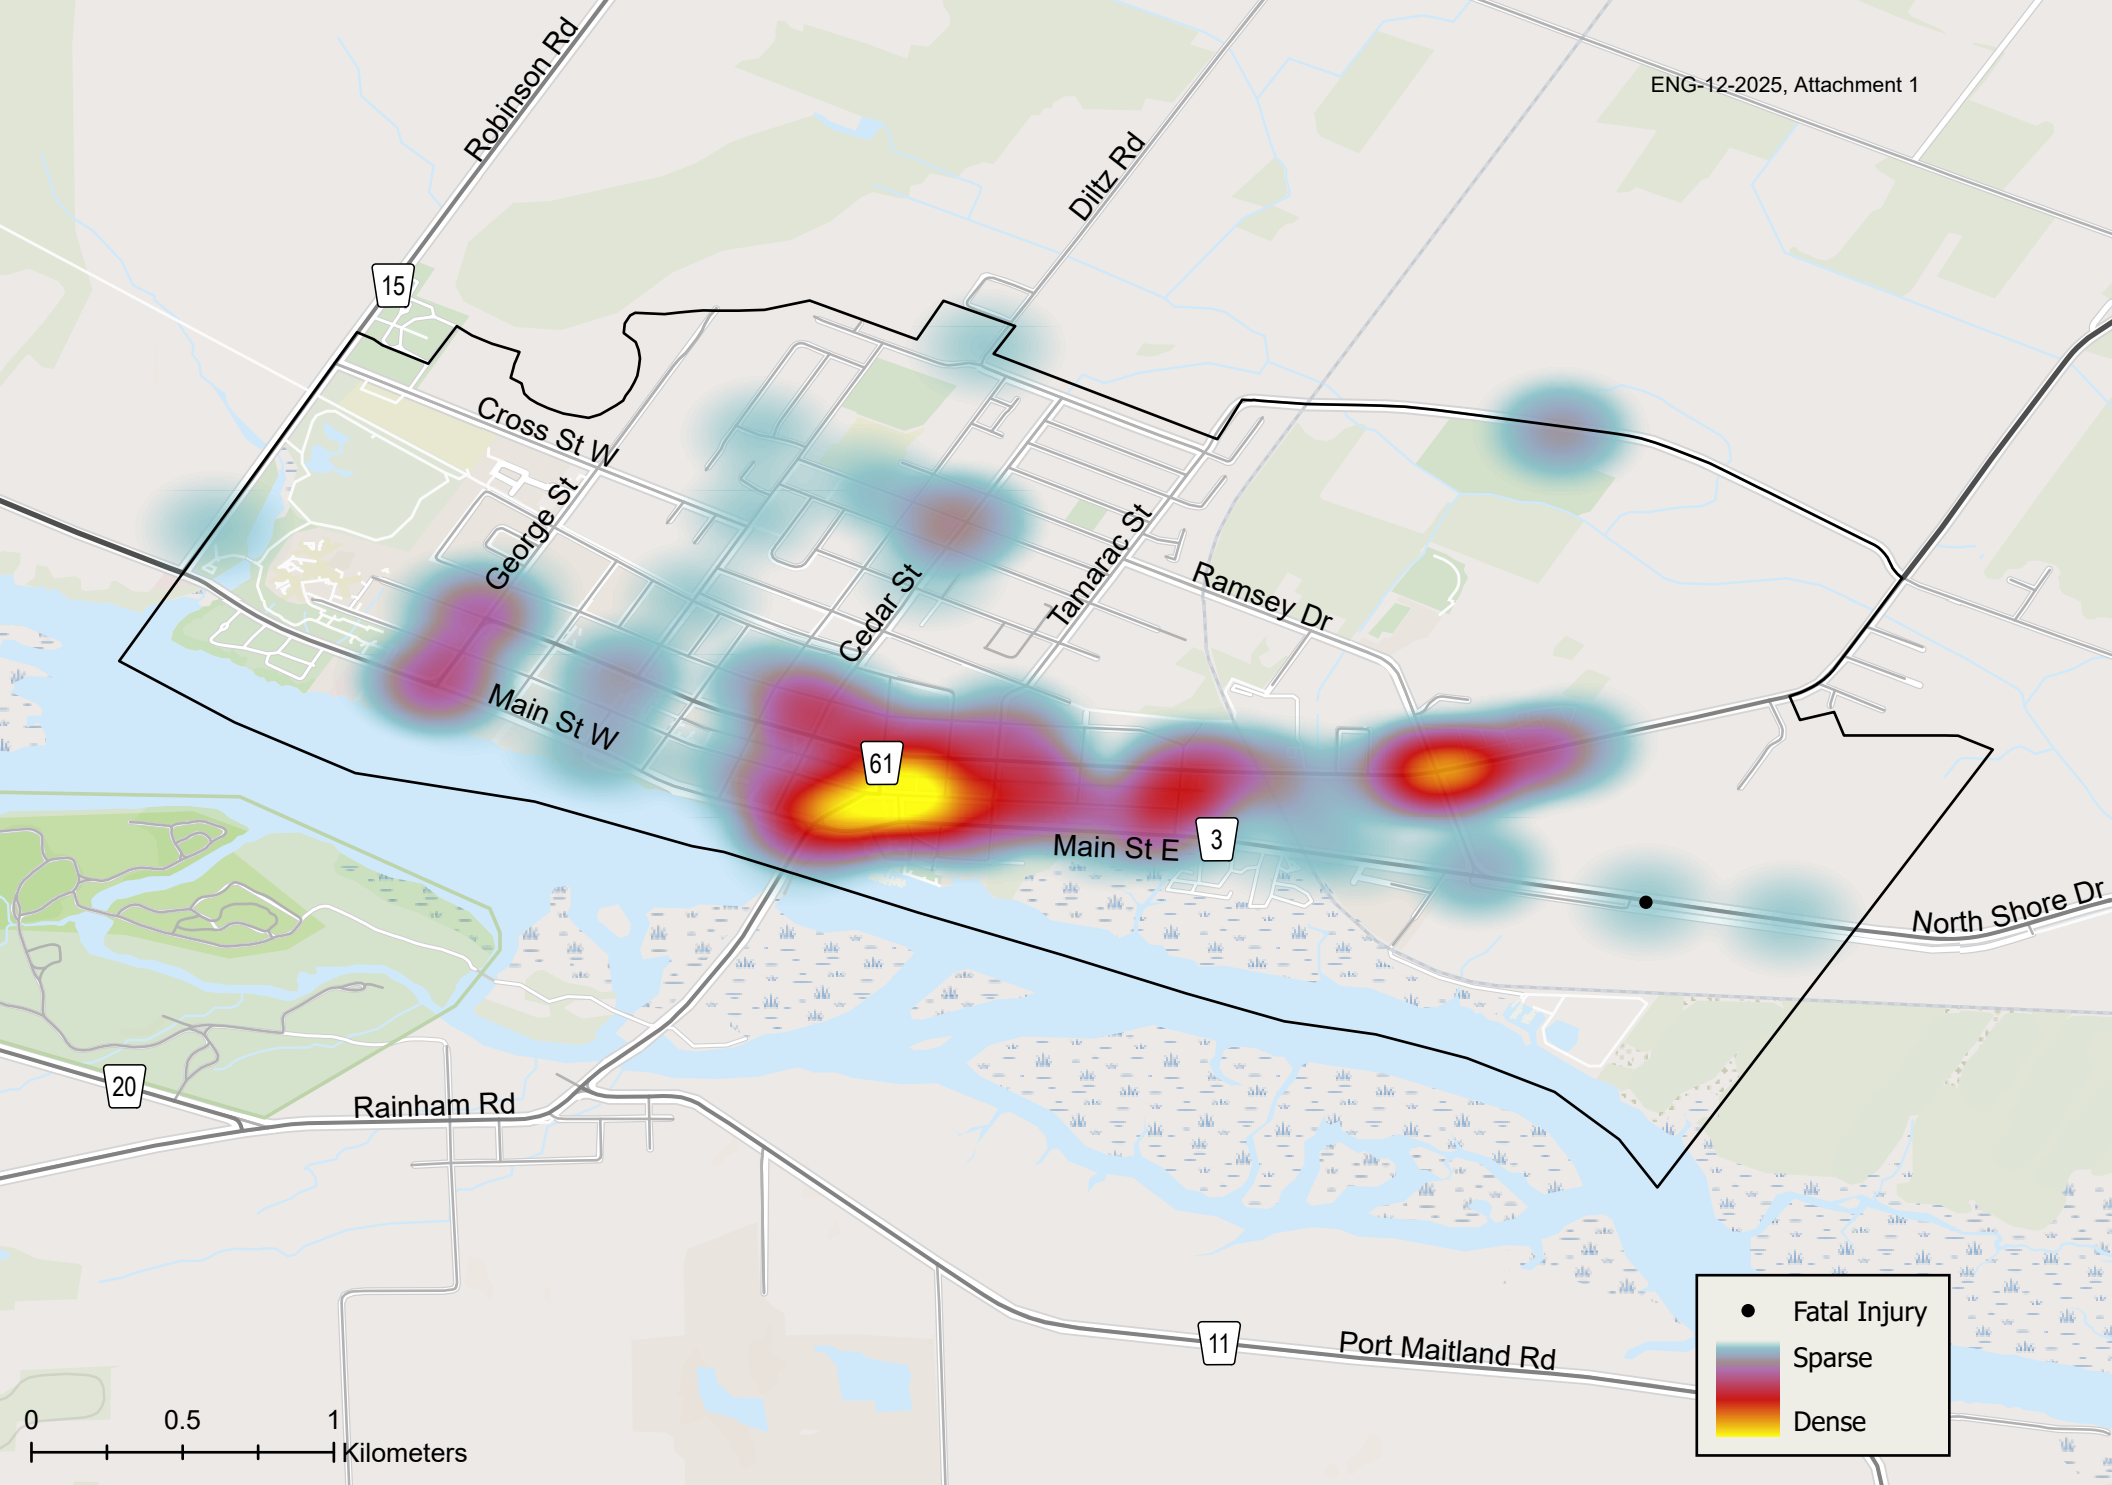 Robinson Rd
ENG-12-2025, Attachment 1
Diltz Rd
15
Cross St W
George St
Tamarac St
Cedar St
Ramsey Dr
Main St W
61
Main St E
3
North Shore Dr
20
Rainham Rd
11
Port Maitland Rd
Fatal Injury
Sparse
Dense
0 0.5 1
Kilometers